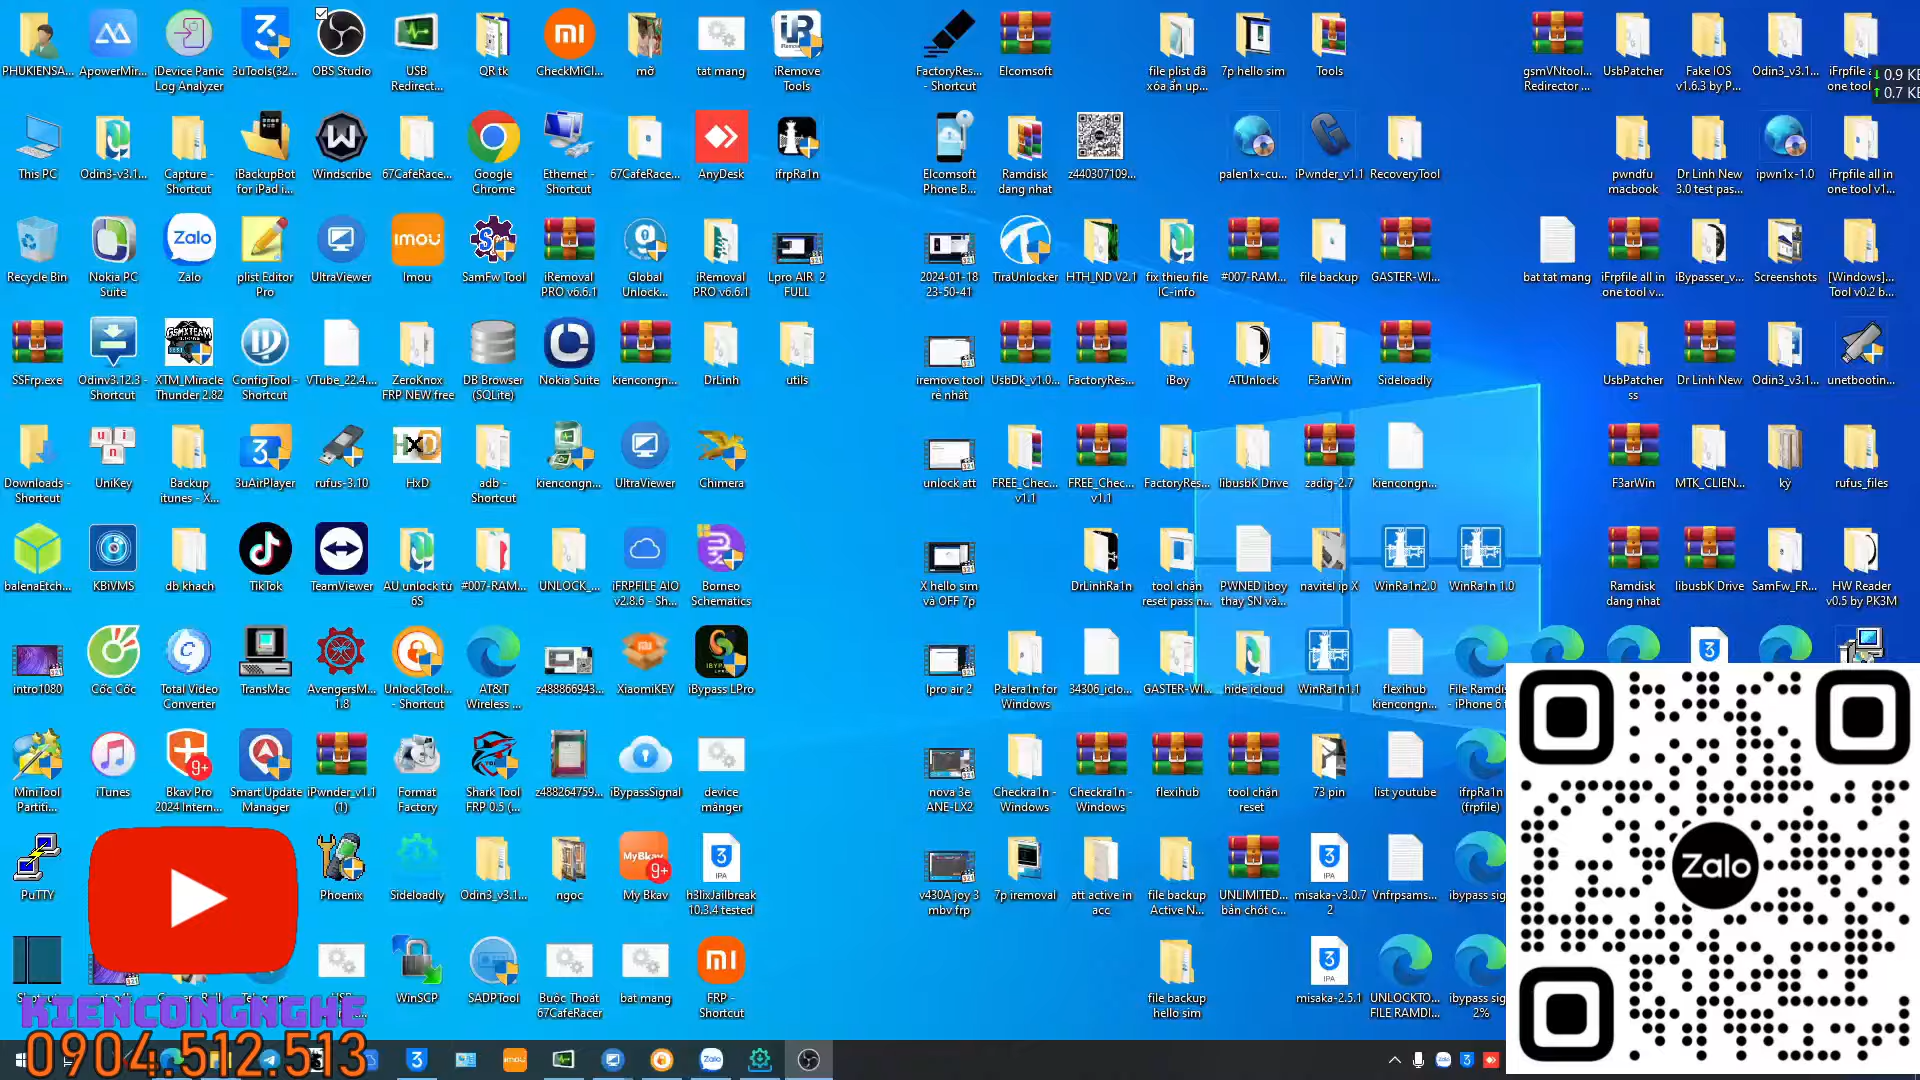 PHUKIENSA...
ApowerMir...
iDevice Panic
Log Analyzer
3uTools(32...
OBS Studio
USB
Redirect...
QR tk
CheckMiCl...
mờ
tat mang
iRemove
Tools
FactoryRes...
- Shortcut
Elcomsoft
file plist đã
xóa ẩn up...
7p hello sim
Tools
gsmVNtool...
Redirector ...
UsbPatcher
Fake IOS
v1.6.3 by P...
Odin3_v3.1...
iFrpfile all in
one tool
0.9 KB
0.7 KB
This PC
Odin3-v3.1...
Capture -
Shortcut
iBackupBot
for iPad i...
Windscribe
67CafeRace...
Google
Chrome
Ethernet -
Shortcut
67CafeRace...
AnyDesk
ifrpRa1n
Elcomsoft
Phone B...
Ramdisk
dang nhat
z440307109...
palen1x-cu...
iPwnder_v1.1
RecoveryTool
pwndfu
macbook
Dr Linh New
3.0 test pas...
ipwn1x-1.0
iFrpfile all in
one tool v1...
Recycle Bin
Nokia PC
Suite
Zalo
Zalo
plist Editor
Pro
UltraViewer
imou
Imou
SamFw Tool
iRemoval
PRO v6.6.1
Global
Unlock...
iRemoval
PRO v6.6.1
Lpro AIR 2
FULL
2024-01-18
23-50-41
TiraUnlocker
HTH_ND V2.1
fix thieu file
IC-info
#007-RAM...
file backup
GASTER-WI...
bat tat mang
iFrpfile all in
one tool v...
iBypasser_v...
Screenshots
[Windows]...
Tool v0.2 b...
SSFrp.exe
Odinv3.12.3 -
Shortcut
XTM_Miracle
Thunder 2.82
ConfigTool -
Shortcut
VTube_22.4....
ZeroKnox
FRP NEW free
DB Browser
(SQLite)
Nokia Suite
kiencongn...
DrLinh
utils
iremove tool
rẻ nhất
UsbDk_v1.0...
FactoryRes...
iBoy
ATUnlock
F3arWin
Sideloadly
UsbPatcher
ss
Dr Linh New
Odin3_v3.1...
unetbootin...
Downloads -
Shortcut
UniKey
Backup
itunes - X...
3uAirPlayer
rufus-3.10
HxD
HxD
adb -
Shortcut
kiencongn...
UltraViewer
Chimera
unlock att
FREE_Chec...
v1.1
FREE_Chec...
v1.1
FactoryRes...
libusbK Drive
zadig-2.7
kiencongn...
F3arWin
MTK_CLIEN...
ký
rufus_files
balenaEtch...
KBiVMS
db khach
TikTok
TeamViewer
AU unlock từ
6S
#007-RAM...
UNLOCK_...
iFRPFILE AIO
v2.8.6 - Sh...
Borneo
Schematics
X hello sim
và OFF 7p
DrLinhRa1n
tool chặn
reset pass n...
PWNED iboy
thay SN và...
navitel ip X
WinRa1n2.0
WinRa1n 1.0
Ramdisk
dang nhat
libusbK Drive
SamFw_FR...
HW Reader
v0.5 by PK3M
intro1080
Cốc Cốc
Total Video
Converter
TransMac
AvengersM...
1.8
UnlockTool...
- Shortcut
AT&T
Wireless ...
z488866943...
XiaomiKEY
iBypass LPro
lpro air 2
Palera1n for
Windows
34306_iclo...
GASTER-WI...
hide icloud
WinRa1n1.1
flexihub
kiencongn...
File Ramdis
- iPhone 6
MiniTool
Partiti...
iTunes
Bkav Pro
2024 Intern...
Smart Update
Manager
iPwnder_v1.1
(1)
Format
Factory
Shark Tool
FRP 0.5 (...
z488264759...
iBypassSignal
device
manger
nova 3e
ANE-LX2
Checkra1n -
Windows
Checkra1n -
Windows
flexihub
tool chặn
reset
73 pin
list youtube
ifrpRa1n
(frpfile)
PuTTY
Phoenix
Sideloadly
Odin3_v3.1...
ngoc
My Bkav
My Bkav
h3lixJailbreak
10.3.4 tested
v430A joy 3
mbv frp
7p iremoval
att active in
acc
file backup
Active N...
UNLIMITED...
bản chót c...
misaka-v3.0.7
2
Vnfrpsams...
ibypass sig
Zalo
WinSCP
SADPTool
Buộc Thoát
67CafeRacer
bat mang
FRP -
Shortcut
file backup
hello sim
misaka-2.5.1
UNLOCKTO...
FILE RAMDI...
ibypass sig
2%
KIENCONGNGHE
0904.512.513